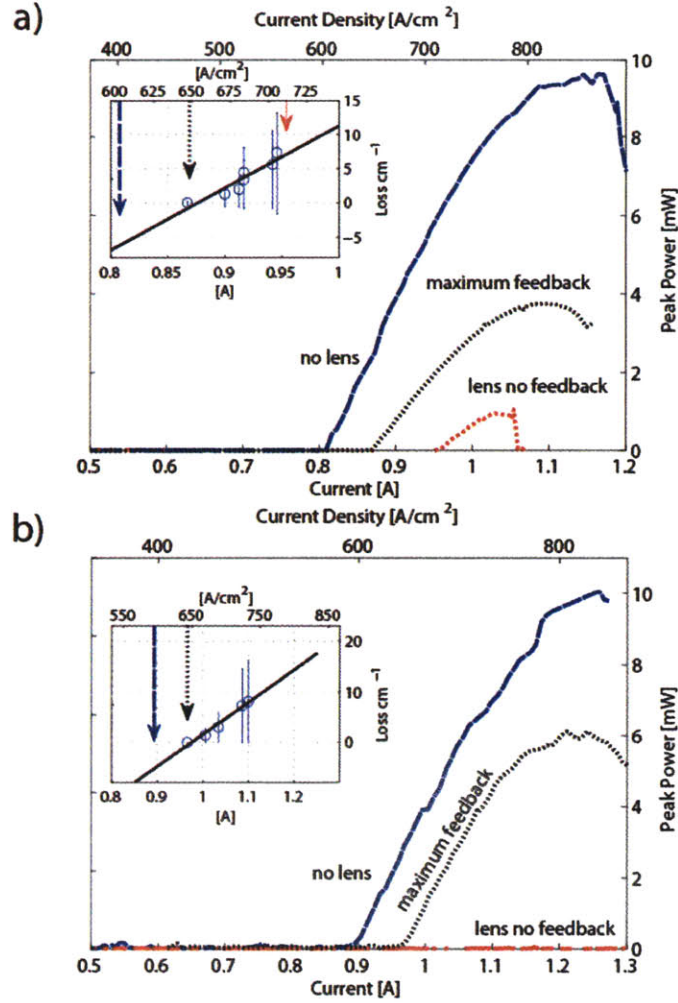 a)
Current Density [A/cm 2]
400 500 600 700 800
[A/cm2]
600 625 650 675 700 725
15
10
5
0
−5
Loss cm −1
0.8 0.85 0.9 0.95 1
[A]
10
8
6
4
2
0
Peak Power [mW]
maximum feedback
no lens
lens no feedback
0.5 0.6 0.7 0.8 0.9 1 1.1 1.2
Current [A]
b)
Current Density [A/cm 2]
400 600 800
[A/cm2]
550 650 750 850
20
10
0
Loss cm −1
0.8 0.9 1 1.1 1.2
[A]
10
8
6
4
2
0
Peak Power [mW]
no lens
maximum feedback
lens no feedback
0.5 0.6 0.7 0.8 0.9 1 1.1 1.2 1.3
Current [A]